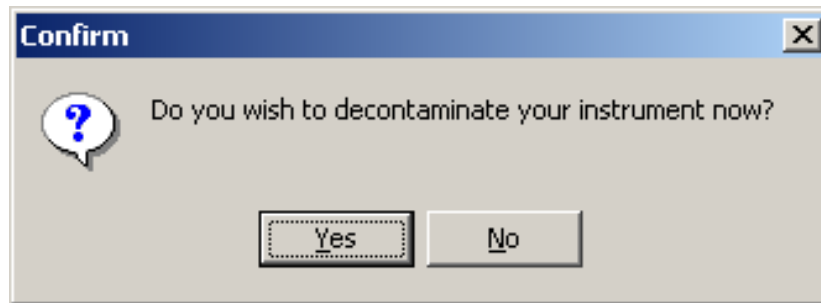 Confirm
Do you wish to decontaminate your instrument now?
Yes No